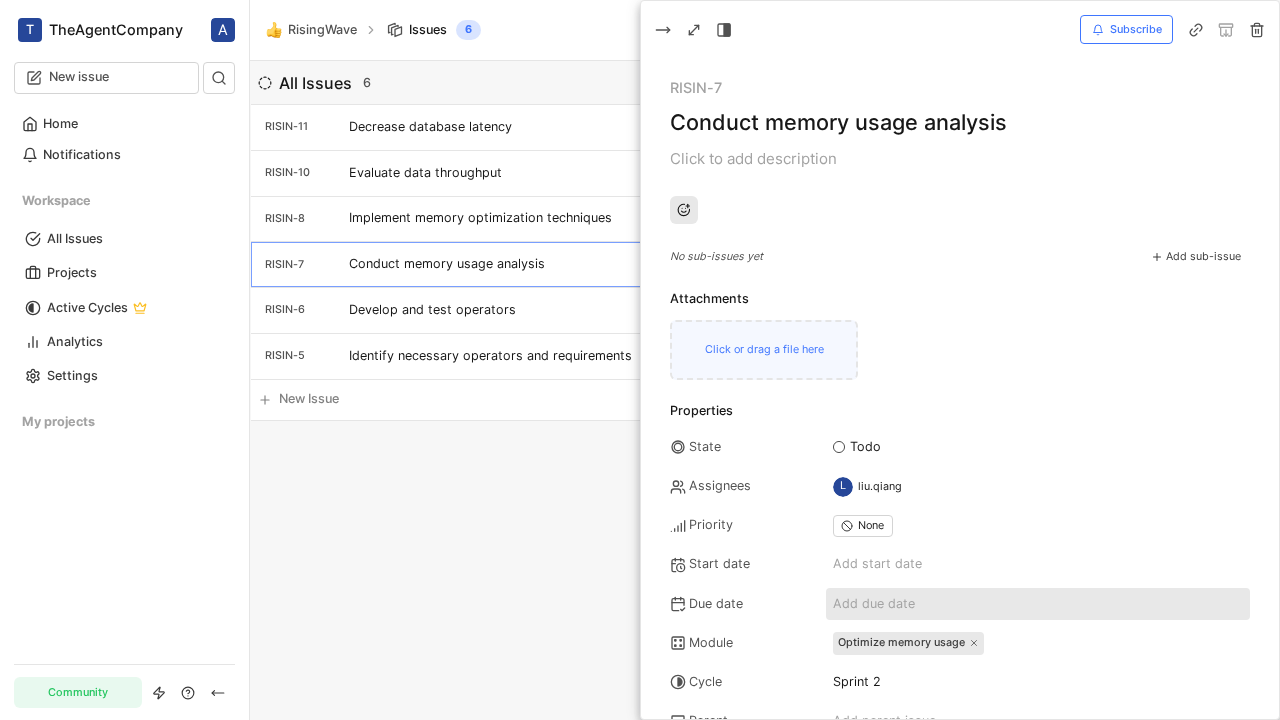 T TheAgentCompany A
New issue
Home
Notifications
Workspace
All Issues
Projects
Active Cycles
Analytics
Settings
My projects
Community
RisingWave Issues 6
All Issues 6
RISIN-11 Decrease database latency
RISIN-10 Evaluate data throughput
RISIN-8 Implement memory optimization techniques
RISIN-7 Conduct memory usage analysis
RISIN-6 Develop and test operators
RISIN-5 Identify necessary operators and requirements
New Issue
Subscribe
RISIN-7
Conduct memory usage analysis
Click to add description
No sub-issues yet Add sub-issue
Attachments
Click or drag a file here
Properties
State Todo
Assignees L liu.qiang
Priority None
Start date Add start date
Due date Add due date
Module Optimize memory usage
Cycle Sprint 2
Parent Add parent issue